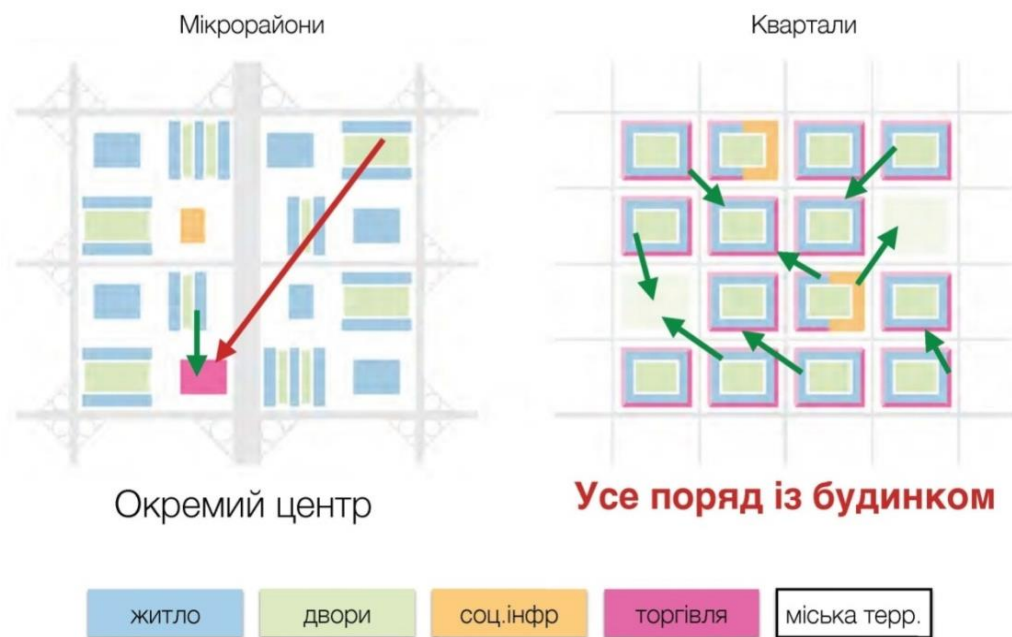 Мікрорайони
Квартали
Окремий центр
Усе поряд із будинком
житло
двори
соц.інфр
торгівля
міська терр.